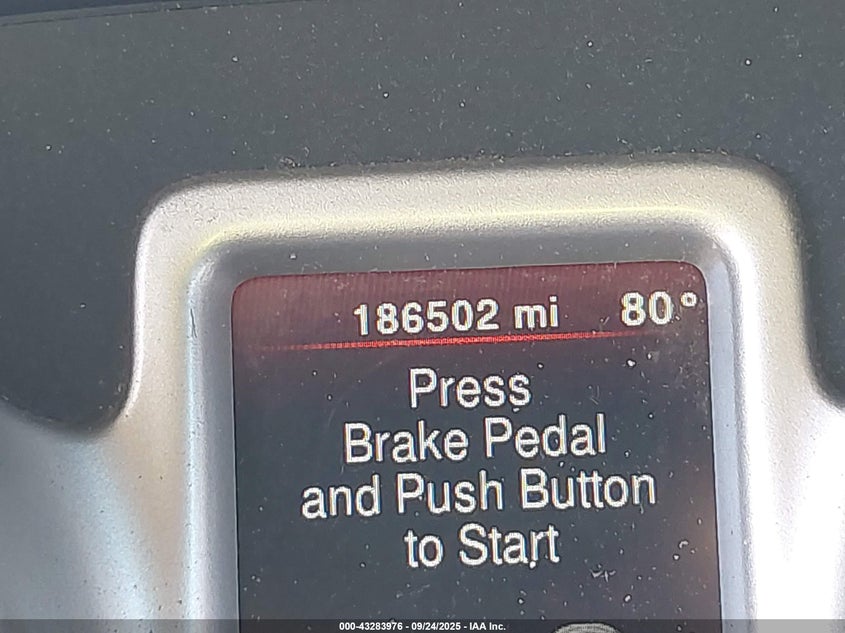 186502 mi 80°
Press
Brake Pedal
and Push Button
to Start
000-43283976 - 09/24/2025 - IAA Inc.